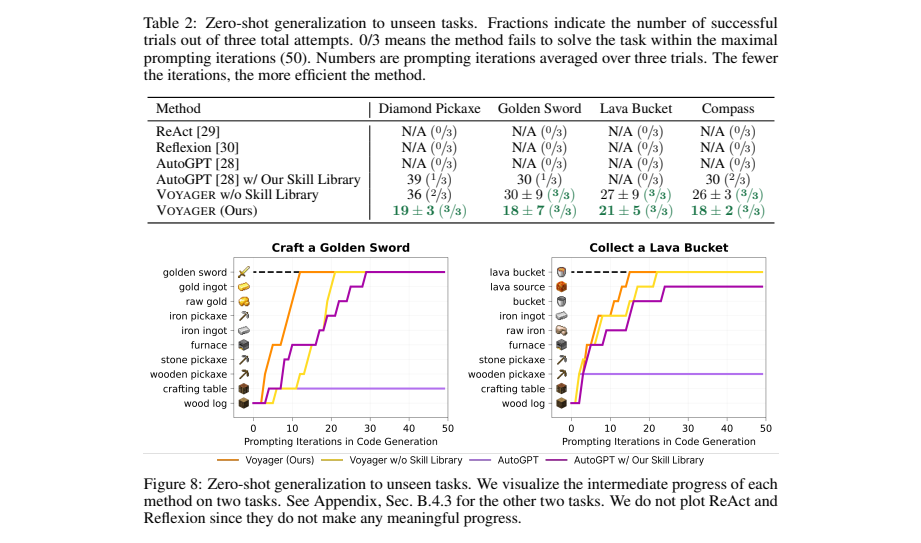 Table 2: Zero-shot generalization to unseen tasks. Fractions indicate the number of successful
trials out of three total attempts. 0/3 means the method fails to solve the task within the maximal
prompting iterations (50). Numbers are prompting iterations averaged over three trials. The fewer
the iterations, the more efficient the method.
Method Diamond Pickaxe Golden Sword Lava Bucket Compass
ReAct [29] N/A (0/3) N/A (0/3) N/A (0/3) N/A (0/3)
Reflexion [30] N/A (0/3) N/A (0/3) N/A (0/3) N/A (0/3)
AutoGPT [28] N/A (0/3) N/A (0/3) N/A (0/3) N/A (0/3)
AutoGPT [28] w/ Our Skill Library 39 (1/3) 30 (1/3) N/A (0/3) 30 (2/3)
VOYAGER w/o Skill Library 36 (2/3) 30 ± 9 (3/3) 27 ± 9 (3/3) 26 ± 3 (3/3)
VOYAGER (Ours) 19 ± 3 (3/3) 18 ± 7 (3/3) 21 ± 5 (3/3) 18 ± 2 (3/3)
Craft a Golden Sword
golden sword
gold ingot
raw gold
iron pickaxe
iron ingot
furnace
stone pickaxe
wooden pickaxe
crafting table
wood log
0 10 20 30 40 50
Prompting Iterations in Code Generation
Collect a Lava Bucket
lava bucket
lava source
bucket
iron ingot
raw iron
furnace
stone pickaxe
wooden pickaxe
crafting table
wood log
0 10 20 30 40 50
Prompting Iterations in Code Generation
Voyager (Ours) Voyager w/o Skill Library AutoGPT AutoGPT w/ Our Skill Library
Figure 8: Zero-shot generalization to unseen tasks. We visualize the intermediate progress of each
method on two tasks. See Appendix, Sec. B.4.3 for the other two tasks. We do not plot ReAct and
Reflexion since they do not make any meaningful progress.